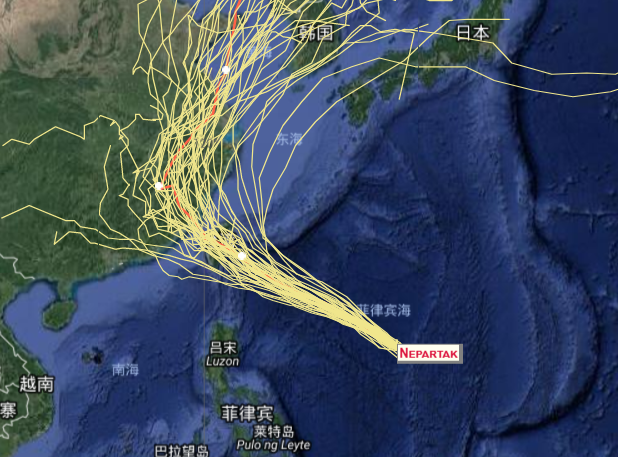 韩国
日本
东海
菲律宾海
NEPARTAK
吕宋
Luzon
南海
越南
寨
菲律宾
莱特岛
Pulo ng Leyte
巴拉望岛